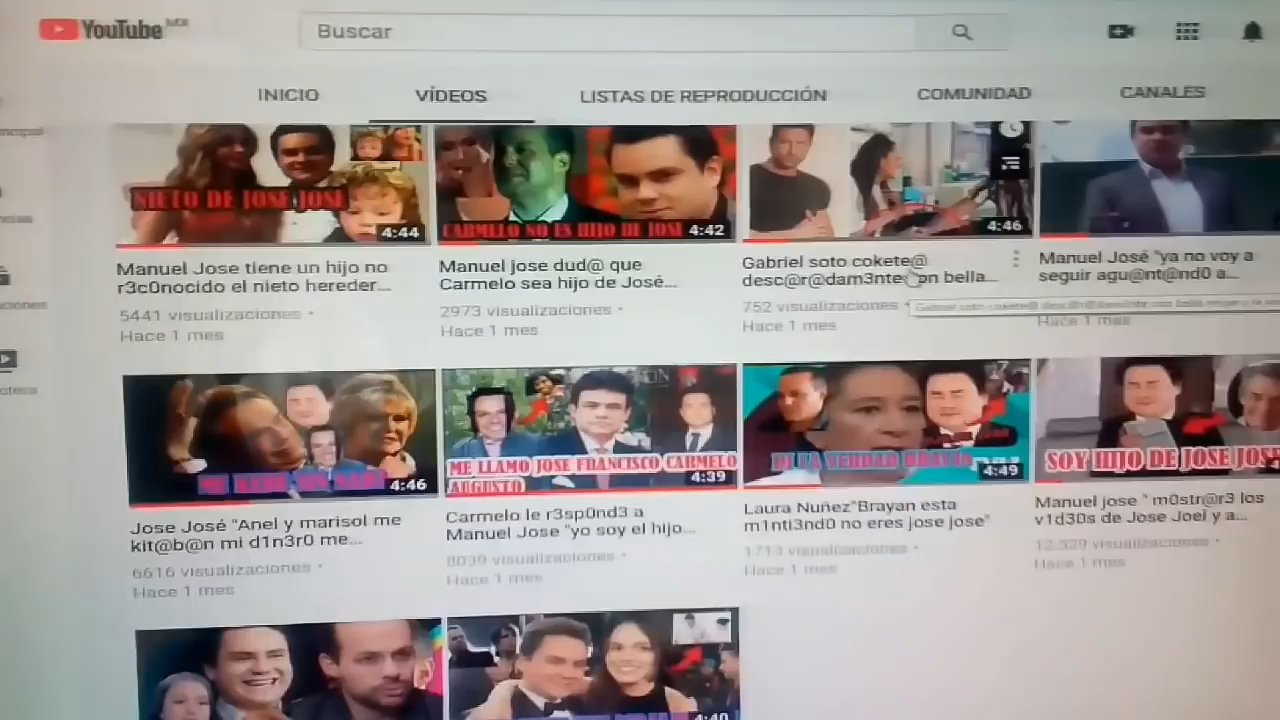 YouTube MX
Buscar
INICIO
VÍDEOS
LISTAS DE REPRODUCCIÓN
COMUNIDAD
CANALES
NIETO DE JOSE JOSE
4:44
CARMELO NO ES HIJO DE JOSE
4:42
4:46
Manuel Jose tiene un hijo no
r3c0nocido el nieto hereder...
5441 visualizaciones •
Hace 1 mes
Manuel jose dud@ que
Carmelo sea hijo de José...
2973 visualizaciones •
Hace 1 mes
Gabriel soto cokete@
desc@r@dam3nte con bella...
752 visualizaciones •
Hace 1 mes
Manuel José "ya no voy a
seguir agu@nt@nd0 a...
Hace 1 mes
4:46
ME LLAMO JOSE FRANCISCO CARMELO
AUGUSTO
4:39
DI LA VERDAD BRAYAN
4:49
SOY HIJO DE JOSE JOSE
Jose José "Anel y marisol me
kit@b@n mi d1n3r0 me...
6616 visualizaciones •
Hace 1 mes
Carmelo le r3sp0nd3 a
Manuel Jose "yo soy el hijo...
8039 visualizaciones •
Hace 1 mes
Laura Nuñez"Brayan esta
m1nti3nd0 no eres jose jose"
1713 visualizaciones •
Hace 1 mes
Manuel jose " m0str@r3 los
v1d30s de Jose Joel y a...
12.529 visualizaciones •
Hace 1 mes
4:40